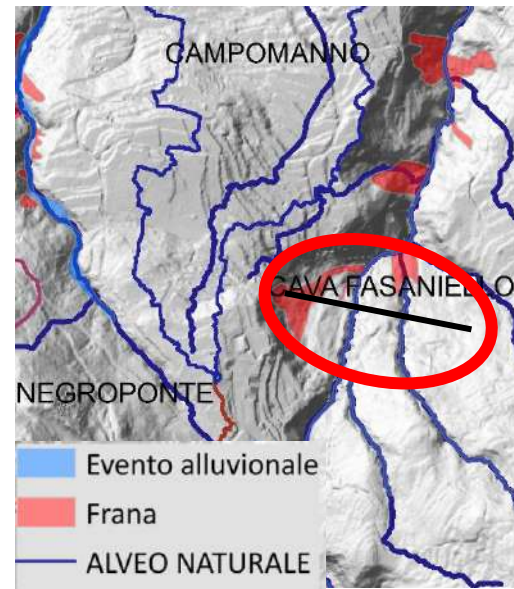 CAMPOMANNO
CAVA FASANIELLO
NEGROPONTE
Evento alluvionale
Frana
ALVEO NATURALE